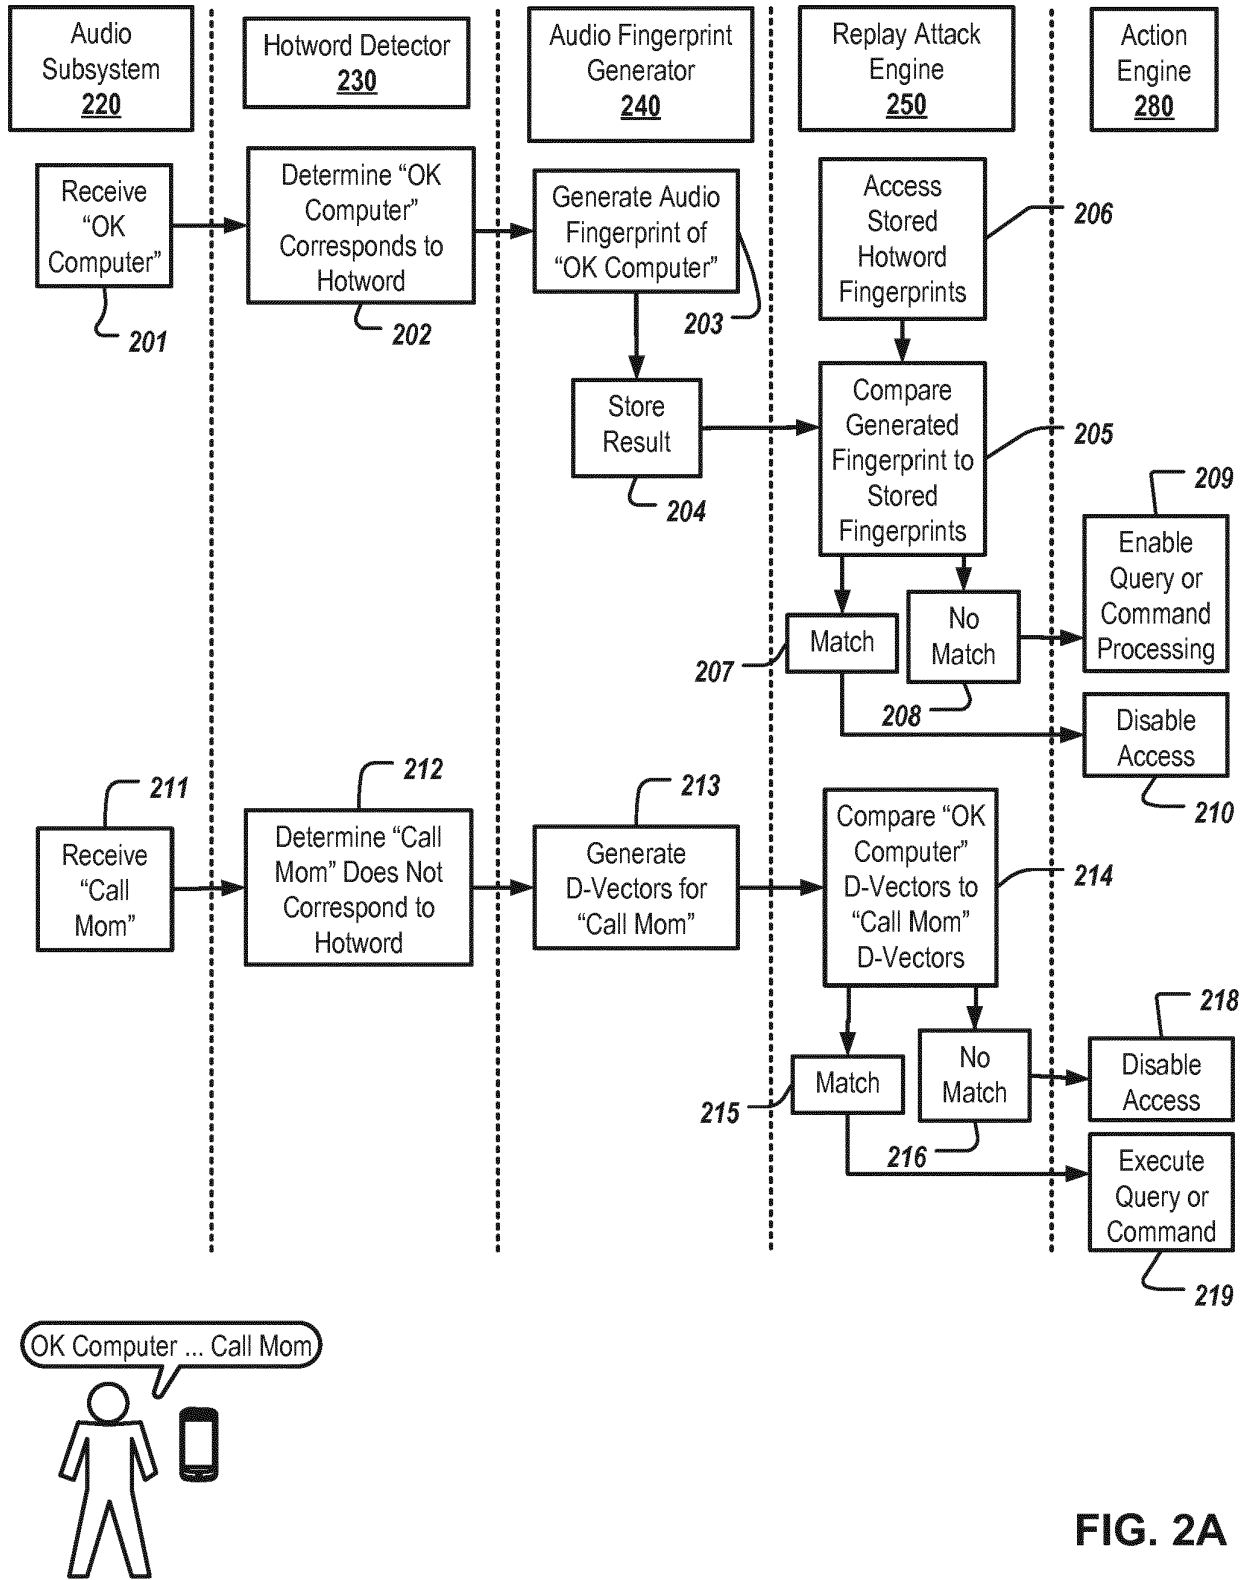 Audio
Subsystem
220
Hotword Detector
230
Audio Fingerprint
Generator
240
Replay Attack
Engine
250
Action
Engine
280
Receive
“OK
Computer”
201
Determine “OK
Computer”
Corresponds to
Hotword
202
Generate Audio
Fingerprint of
“OK Computer”
203
Store
Result
204
Access
Stored
Hotword
Fingerprints
206
Compare
Generated
Fingerprint to
Stored
Fingerprints
205
Match
207
No
Match
208
209
Enable
Query or
Command
Processing
Disable
Access
210
211
Receive
“Call
Mom”
212
Determine “Call
Mom” Does Not
Correspond to
Hotword
213
Generate
D-Vectors for
“Call Mom”
Compare “OK
Computer”
D-Vectors to
“Call Mom”
D-Vectors
214
Match
215
No
Match
216
218
Disable
Access
Execute
Query or
Command
219
OK Computer ... Call Mom
FIG. 2A